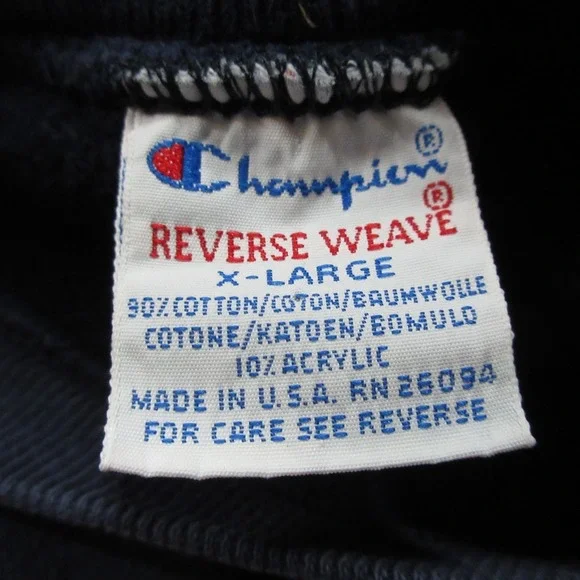 Champion®
REVERSE WEAVE®
X-LARGE
90% COTTON/COTON/BAUMWOLLE
COTONE/KATOEN/BOMULD
10% ACRYLIC
MADE IN U.S.A. RN 26094
FOR CARE SEE REVERSE